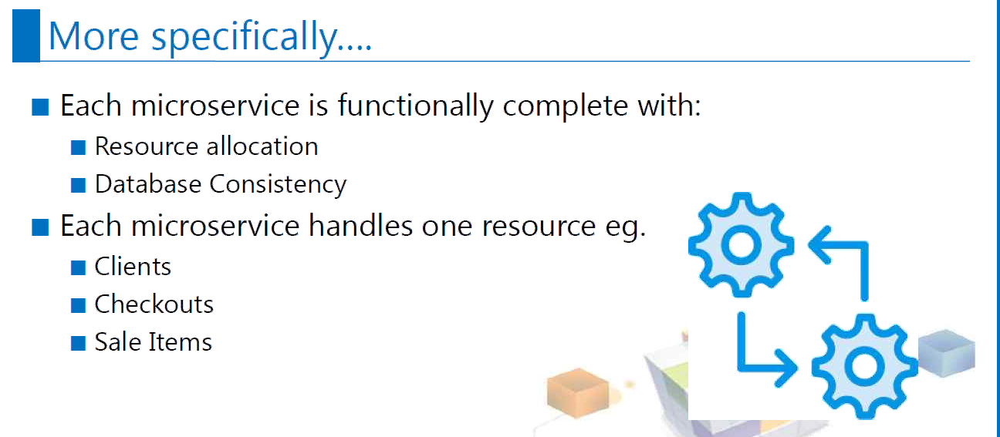 More specifically....
Each microservice is functionally complete with:
Resource allocation
Database Consistency
Each microservice handles one resource eg.
Clients
Checkouts
Sale Items